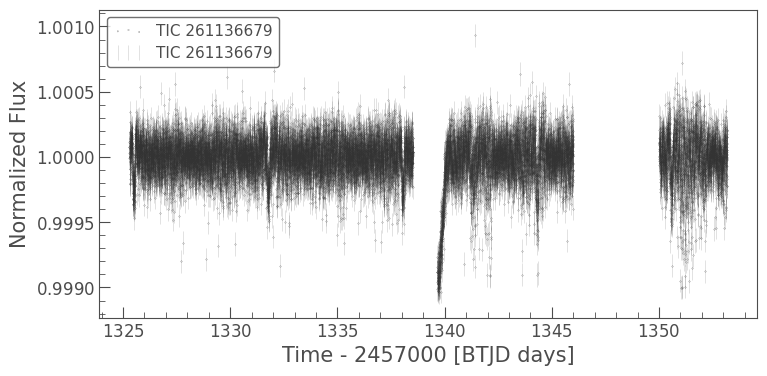 TIC 261136679
TIC 261136679
Normalized Flux
1.0010
1.0005
1.0000
0.9995
0.9990
1325 1330 1335 1340 1345 1350
Time - 2457000 [BTJD days]